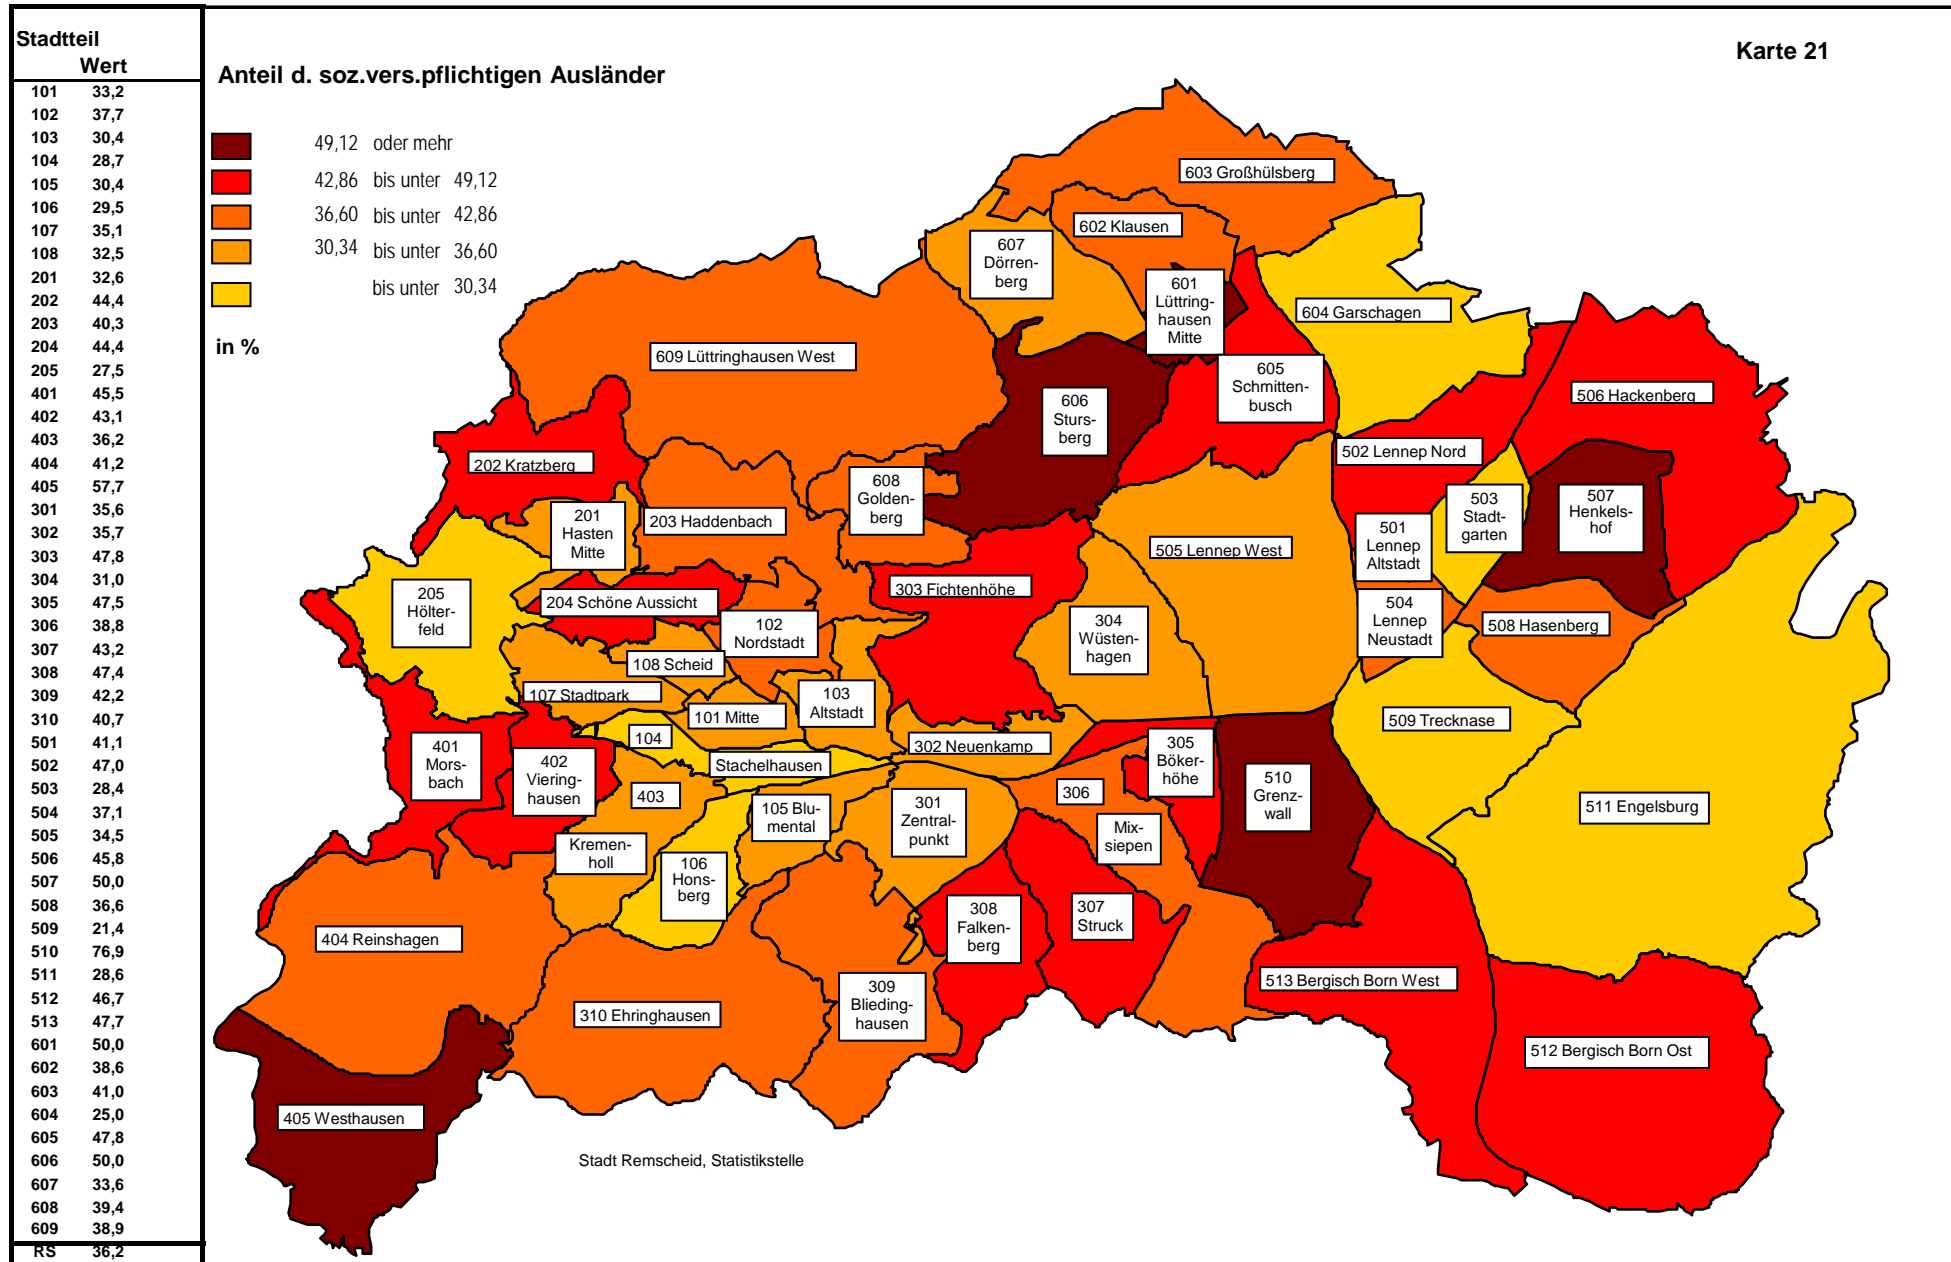 Stadtteil
Wert
101 33,2
102 37,7
103 30,4
104 28,7
105 30,4
106 29,5
107 35,1
108 32,5
201 32,6
202 44,4
203 40,3
204 44,4
205 27,5
401 45,5
402 43,1
403 36,2
404 41,2
405 57,7
301 35,6
302 35,7
303 47,8
304 31,0
305 47,5
306 38,8
307 43,2
308 47,4
309 42,2
310 40,7
501 41,1
502 47,0
503 28,4
504 37,1
505 34,5
506 45,8
507 50,0
508 36,6
509 21,4
510 76,9
511 28,6
512 46,7
513 47,7
601 50,0
602 38,6
603 41,0
604 25,0
605 47,8
606 50,0
607 33,6
608 39,4
609 38,9
RS 36,2
Karte 21
Anteil d. soz.vers.pflichtigen Ausländer
49,12 oder mehr
42,86 bis unter 49,12
36,60 bis unter 42,86
30,34 bis unter 36,60
bis unter 30,34
in %
603 Großhülsberg
602 Klausen
607
Dörren-
berg
601
Lüttring-
hausen
Mitte
604 Garschagen
609 Lüttringhausen West
605
Schmitten-
busch
606
Sturs-
berg
506 Hackenberg
502 Lennep Nord
202 Kratzberg
608
Golden-
berg
503
Stadt-
garten
507
Henkels-
hof
201
Hasten
Mitte
203 Haddenbach
501
Lennep
Altstadt
505 Lennep West
303 Fichtenhöhe
205
Hölter-
feld
204 Schöne Aussicht
504
Lennep
Neustadt
102
Nordstadt
304
Wüsten-
hagen
508 Hasenberg
108 Scheid
107 Stadtpark
103
Altstadt
101 Mitte
509 Trecknase
104
Stachelhausen
302 Neuenkamp
305
Böker-
höhe
401
Mors-
bach
402
Viering-
hausen
510
Grenz-
wall
403
Kremen-
holl
105 Blu-
mental
301
Zentral-
punkt
306
Mix-
siepen
511 Engelsburg
106
Hons-
berg
308
Falken-
berg
307
Struck
404 Reinshagen
513 Bergisch Born West
309
Blieding-
hausen
310 Ehringhausen
512 Bergisch Born Ost
405 Westhausen
Stadt Remscheid, Statistikstelle